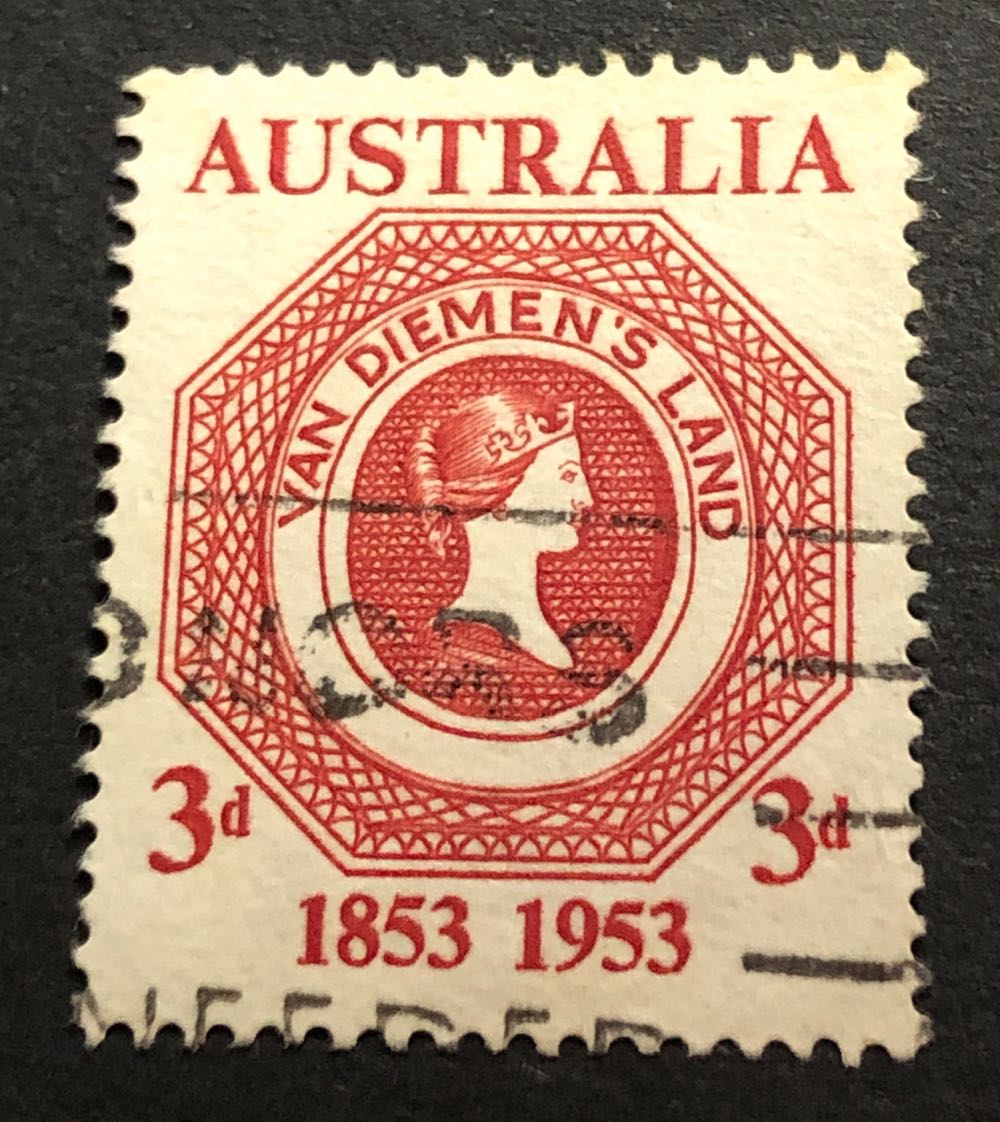 AUSTRALIA
VAN DIEMEN'S LAND
3d 3d
1853 1953